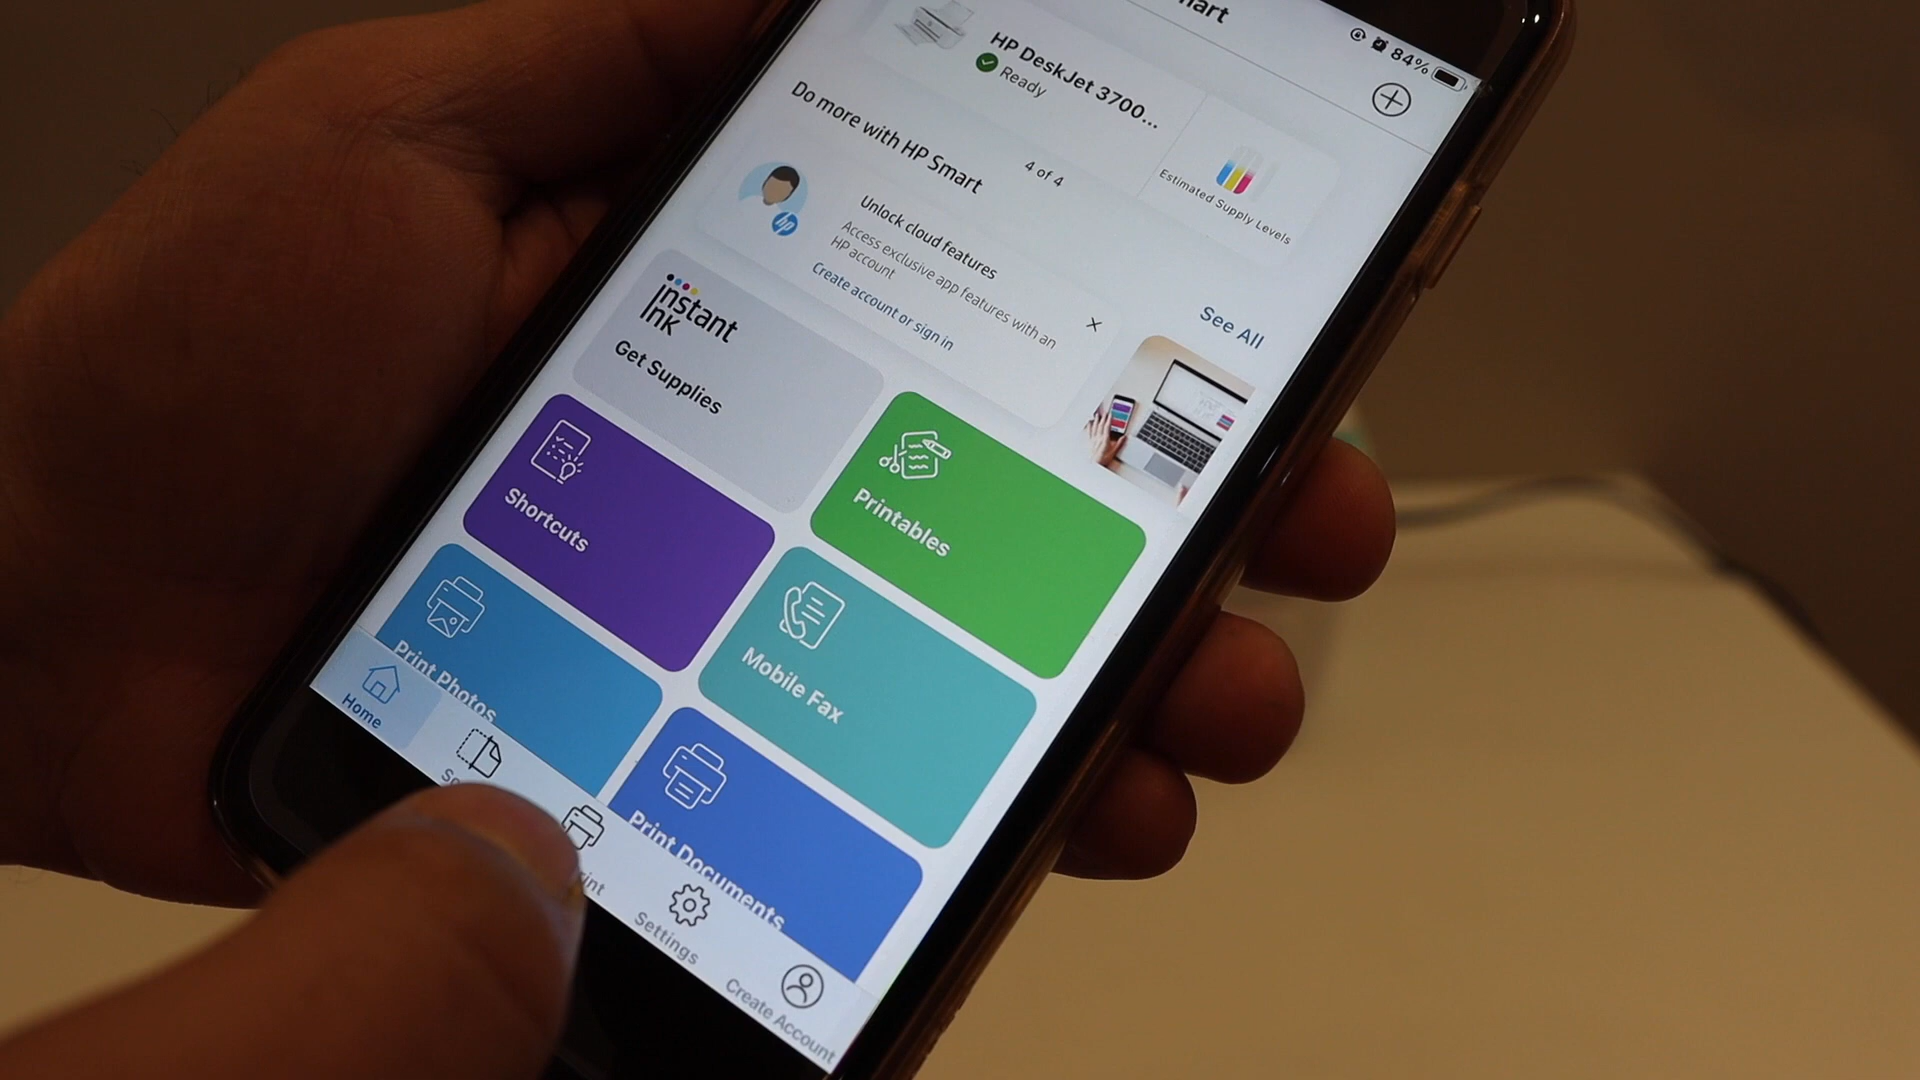 84%
HP DeskJet 3700...
Ready
Estimated Supply Levels
Do more with HP Smart
4 of 4
Unlock cloud features
Access exclusive app features with an
HP account
Create account or sign in
hp
See All
Instant
Ink
Get Supplies
Printables
Shortcuts
Mobile Fax
Print Photos
Print Documents
Home
Settings
Create Account